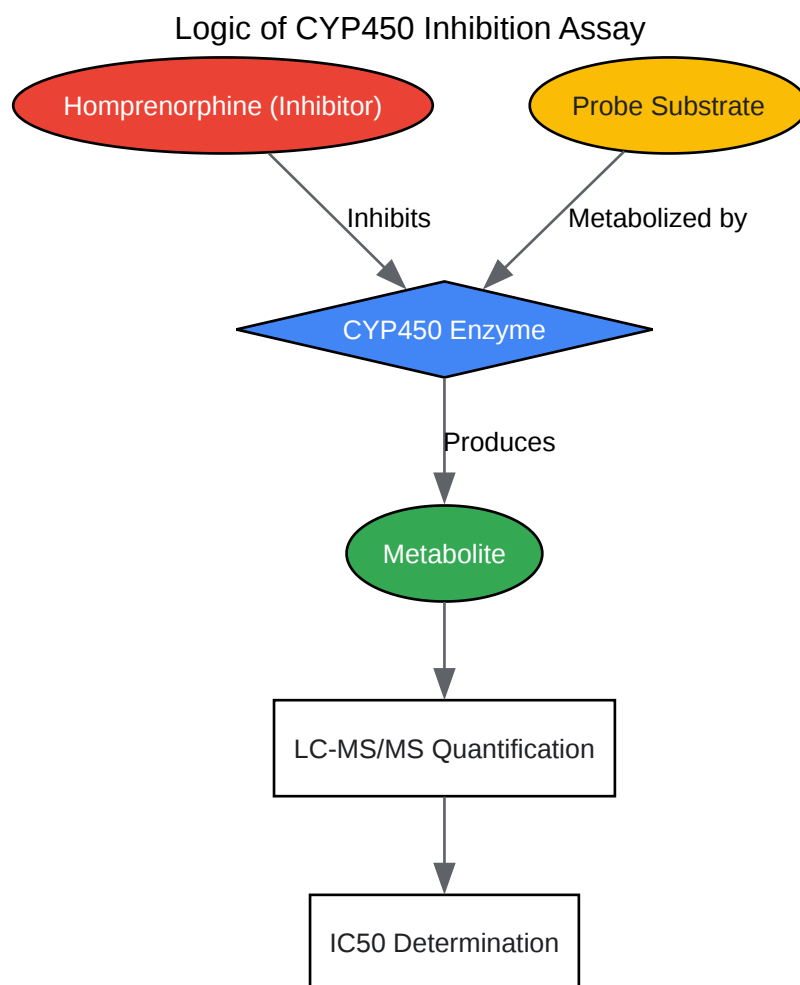 Logic of CYP450 Inhibition Assay
Homprenorphine (Inhibitor)
Probe Substrate
Inhibits
Metabolized by
CYP450 Enzyme
Produces
Metabolite
LC-MS/MS Quantification
IC50 Determination